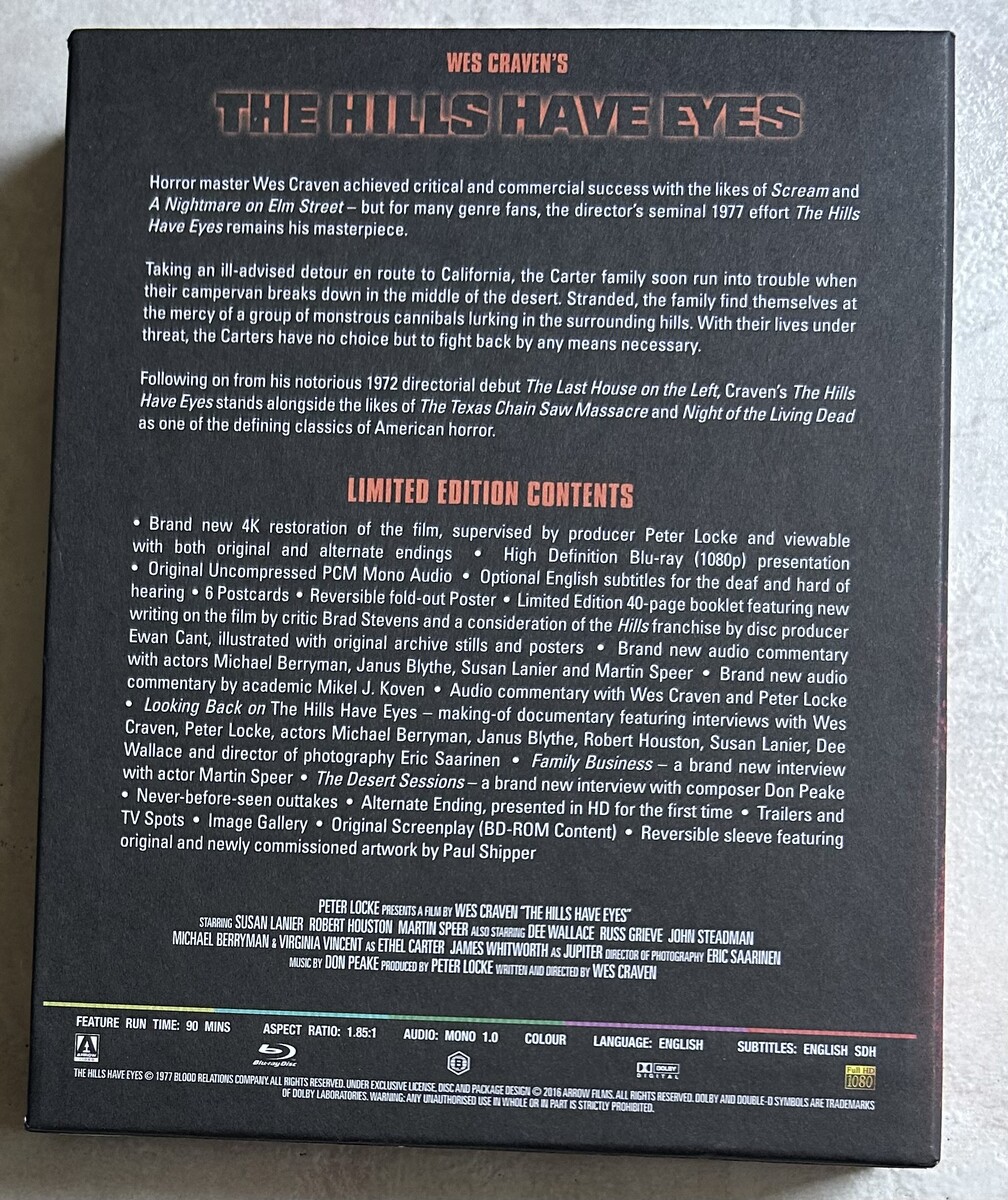 WES CRAVEN'S
THE HILLS HAVE EYES
Horror master Wes Craven achieved critical and commercial success with the likes of Scream and
A Nightmare on Elm Street – but for many genre fans, the director's seminal 1977 effort The Hills
Have Eyes remains his masterpiece.
Taking an ill-advised detour en route to California, the Carter family soon run into trouble when
their campervan breaks down in the middle of the desert. Stranded, the family find themselves at
the mercy of a group of monstrous cannibals lurking in the surrounding hills. With their lives under
threat, the Carters have no choice but to fight back by any means necessary.
Following on from his notorious 1972 directorial debut The Last House on the Left, Craven's The Hills
Have Eyes stands alongside the likes of The Texas Chain Saw Massacre and Night of the Living Dead
as one of the defining classics of American horror.
LIMITED EDITION CONTENTS
• Brand new 4K restoration of the film, supervised by producer Peter Locke and viewable
with both original and alternate endings • High Definition Blu-ray (1080p) presentation
• Original Uncompressed PCM Mono Audio • Optional English subtitles for the deaf and hard of
hearing • 6 Postcards • Reversible fold-out Poster • Limited Edition 40-page booklet featuring new
writing on the film by critic Brad Stevens and a consideration of the Hills franchise by disc producer
Ewan Cant, illustrated with original archive stills and posters • Brand new audio commentary
with actors Michael Berryman, Janus Blythe, Susan Lanier and Martin Speer • Brand new audio
commentary by academic Mikel J. Koven • Audio commentary with Wes Craven and Peter Locke
• Looking Back on The Hills Have Eyes – making-of documentary featuring interviews with Wes
Craven, Peter Locke, actors Michael Berryman, Janus Blythe, Robert Houston, Susan Lanier, Dee
Wallace and director of photography Eric Saarinen • Family Business – a brand new interview
with actor Martin Speer • The Desert Sessions – a brand new interview with composer Don Peake
• Never-before-seen outtakes • Alternate Ending, presented in HD for the first time • Trailers and
TV Spots • Image Gallery • Original Screenplay (BD-ROM Content) • Reversible sleeve featuring
original and newly commissioned artwork by Paul Shipper
PETER LOCKE PRESENTS A FILM BY WES CRAVEN "THE HILLS HAVE EYES"
STARRING SUSAN LANIER ROBERT HOUSTON MARTIN SPEER ALSO STARRING DEE WALLACE RUSS GRIEVE JOHN STEADMAN
MICHAEL BERRYMAN & VIRGINIA VINCENT AS ETHEL CARTER JAMES WHITWORTH AS JUPITER DIRECTOR OF PHOTOGRAPHY ERIC SAARINEN
MUSIC BY DON PEAKE PRODUCED BY PETER LOCKE WRITTEN AND DIRECTED BY WES CRAVEN
FEATURE RUN TIME: 90 MINS ASPECT RATIO: 1.85:1 AUDIO: MONO 1.0 COLOUR LANGUAGE: ENGLISH SUBTITLES: ENGLISH SDH
ARROW Blu-ray Disc B DOLBY DIGITAL Full HD 1080
THE HILLS HAVE EYES © 1977 BLOOD RELATIONS COMPANY. ALL RIGHTS RESERVED. UNDER EXCLUSIVE LICENSE, DISC AND PACKAGE DESIGN © 2016 ARROW FILMS. ALL RIGHTS RESERVED. DOLBY AND DOUBLE-D SYMBOLS ARE TRADEMARKS
OF DOLBY LABORATORIES. WARNING: ANY UNAUTHORISED USE IN WHOLE OR IN PART IS STRICTLY PROHIBITED.